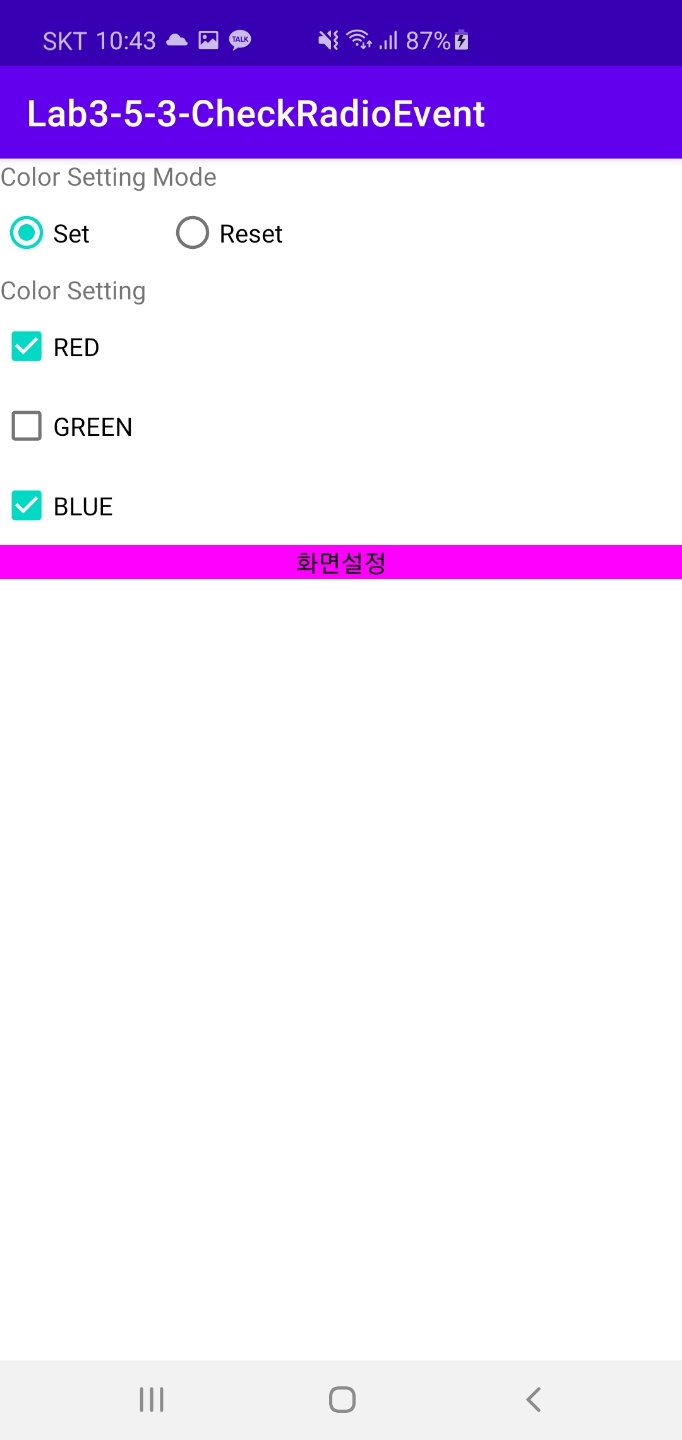 SKT 10:43 TALK 87%
Lab3-5-3-CheckRadioEvent
Color Setting Mode
Set Reset
Color Setting
RED
GREEN
BLUE
화면설정